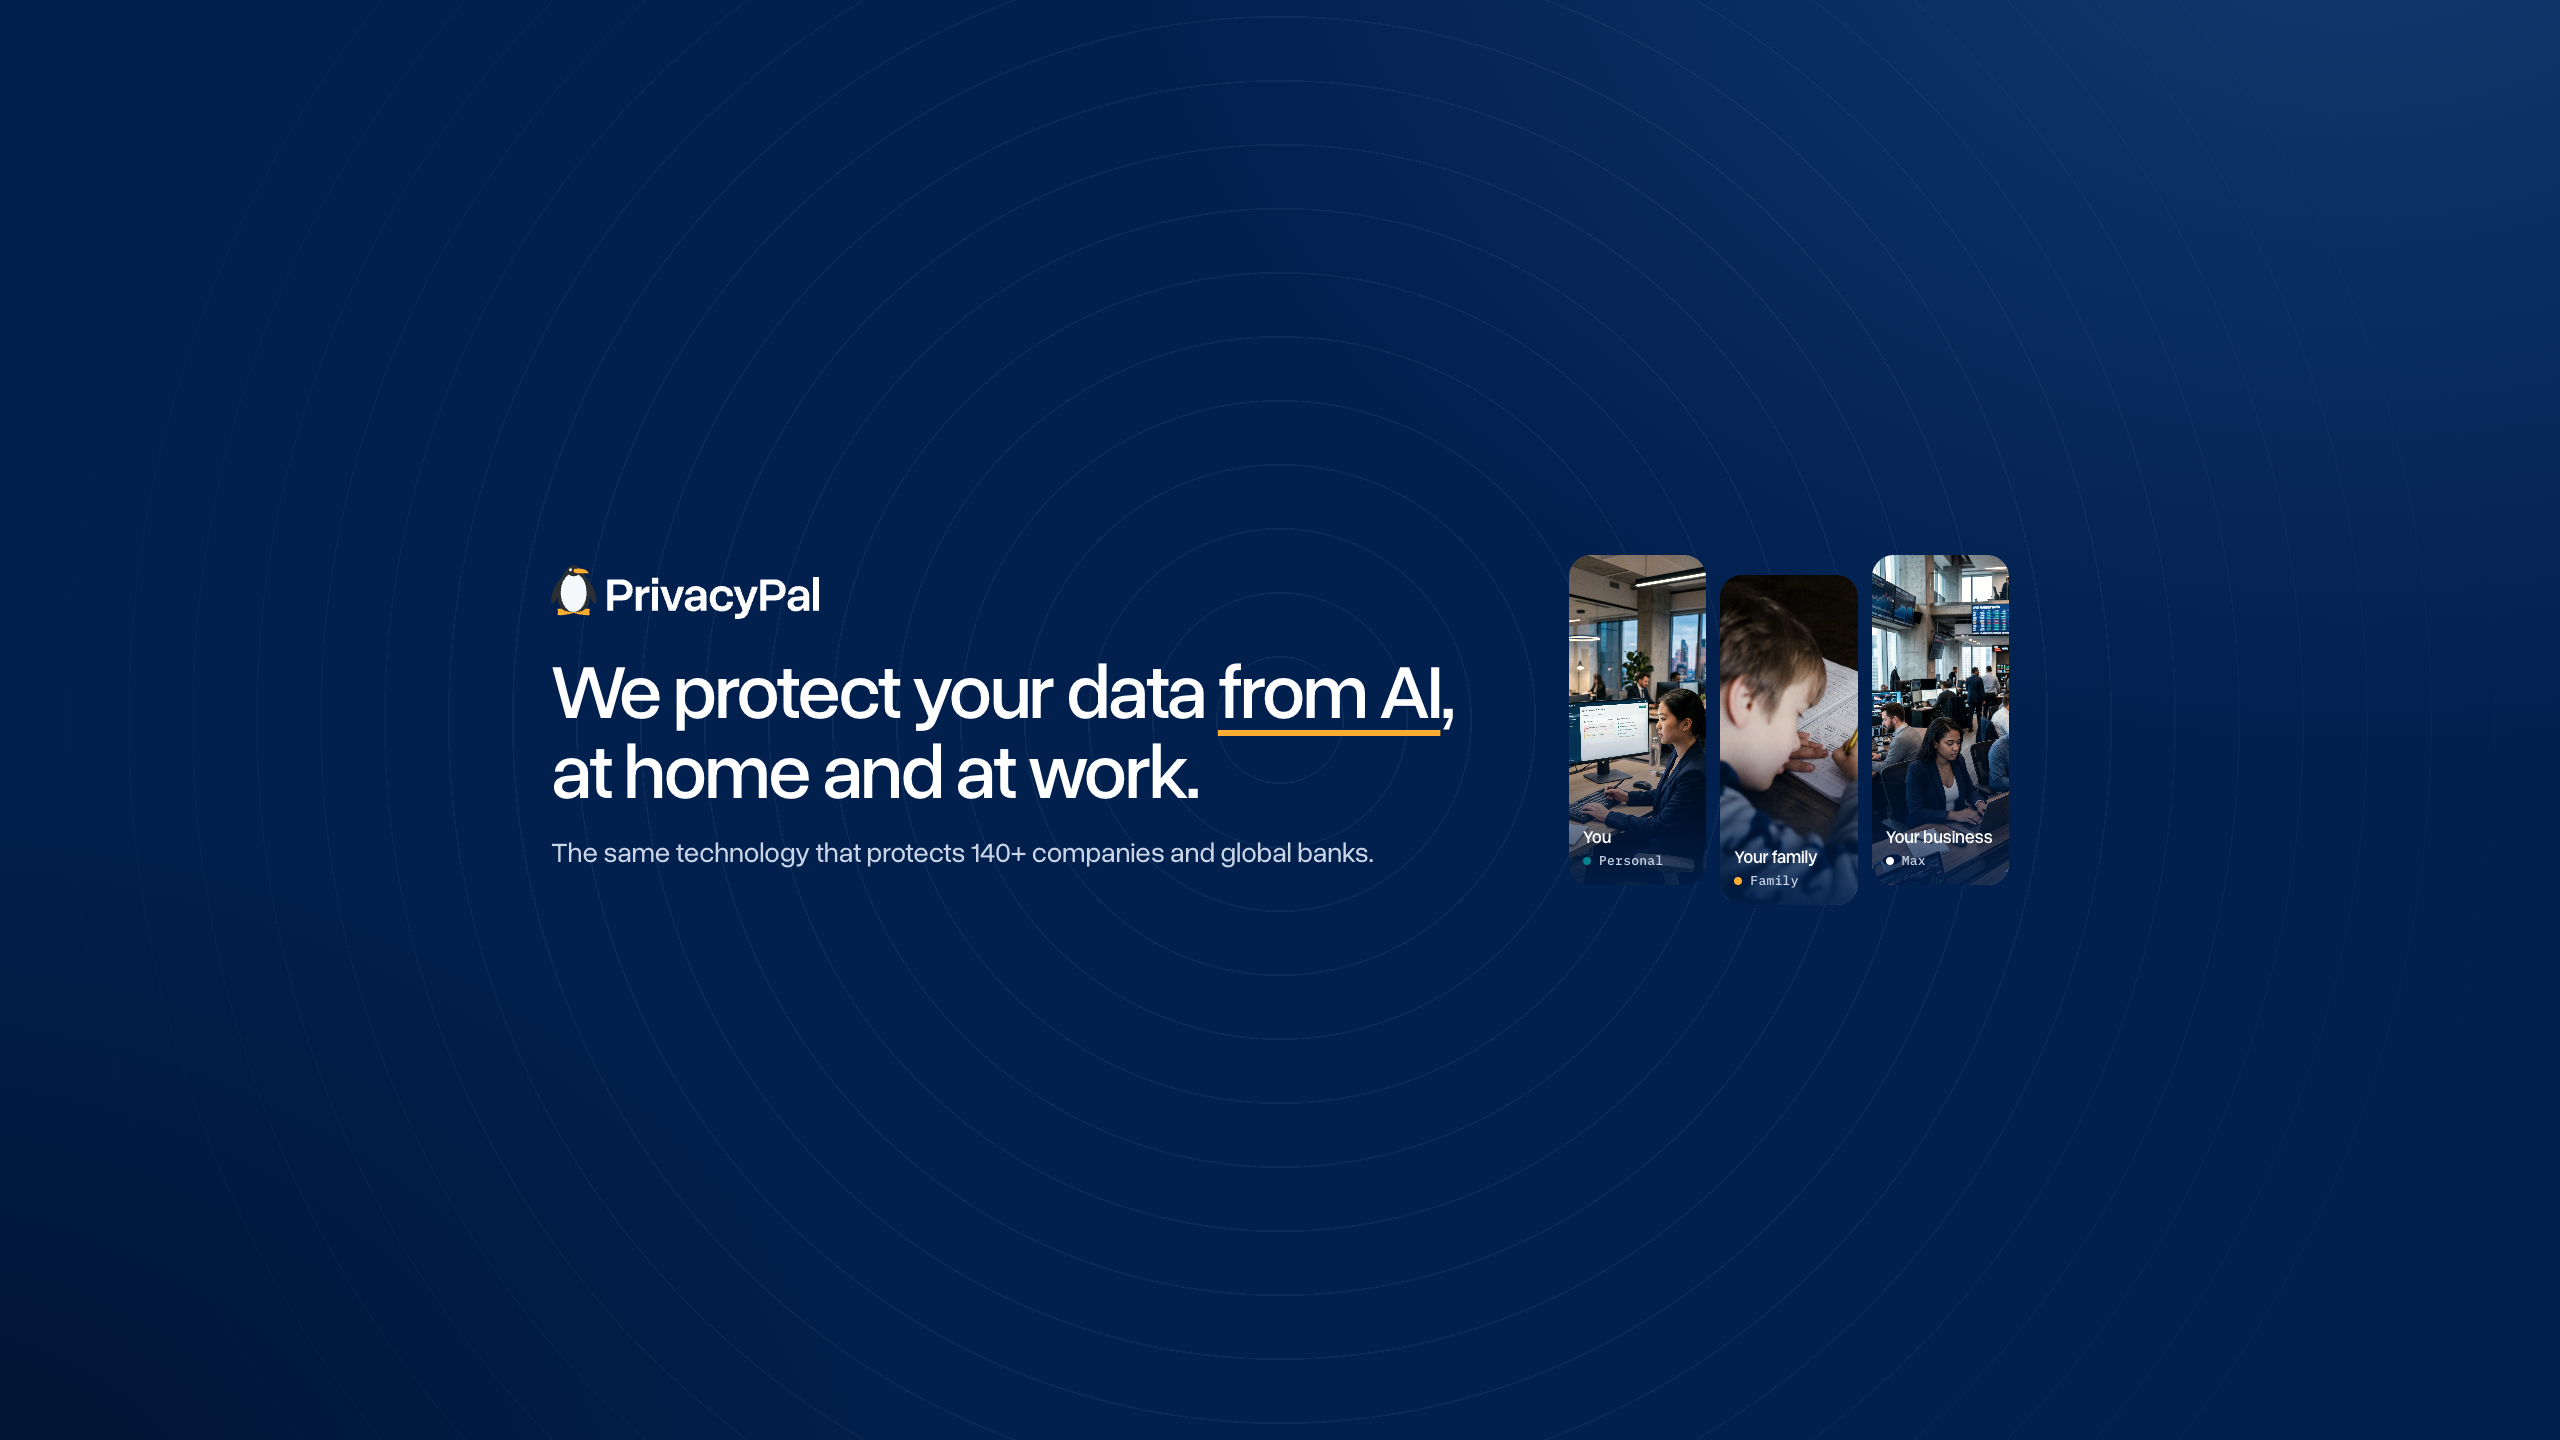 PrivacyPal
We protect your data from AI,
at home and at work.
The same technology that protects 140+ companies and global banks.
You
Personal
Your family
Family
Your business
Max